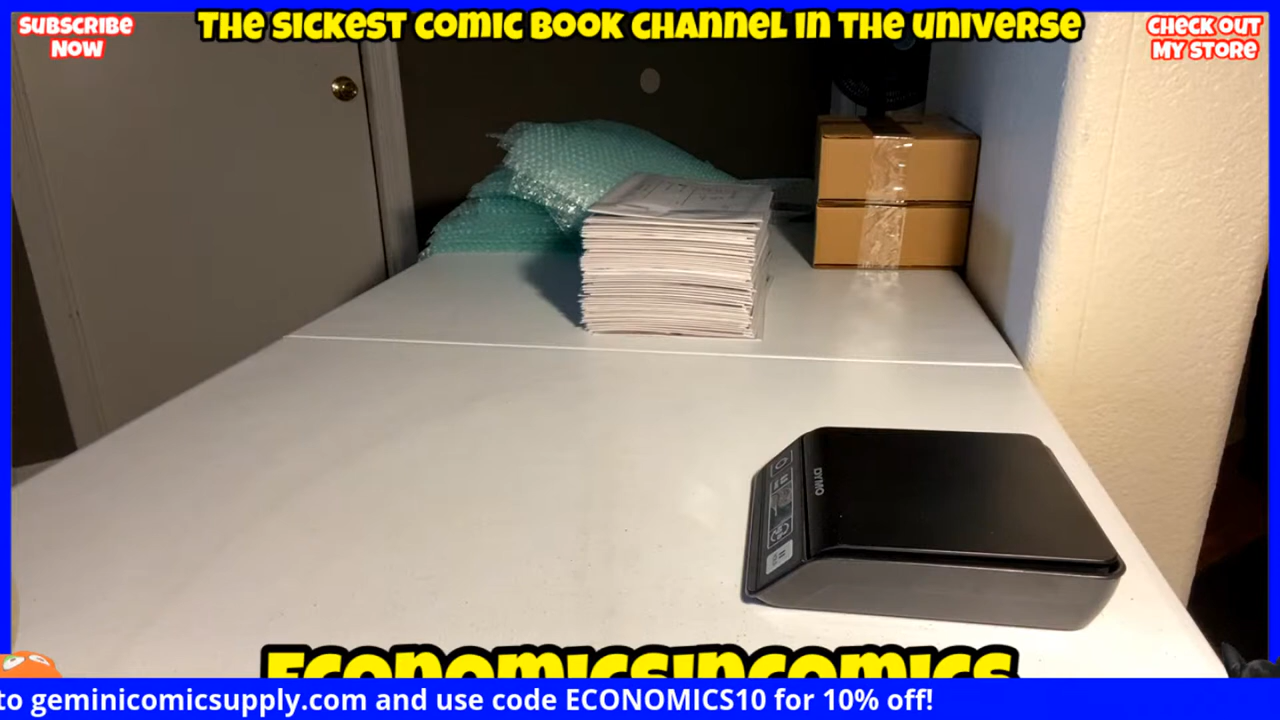 SUBSCRIBE
NOW
THE SICKEST COMIC BOOK CHANNEL IN THE UNIVERSE
CHECK OUT
MY STORE
DYMO
ECONOMICSINCOMICS
to geminicomicsupply.com and use code ECONOMICS10 for 10% off!